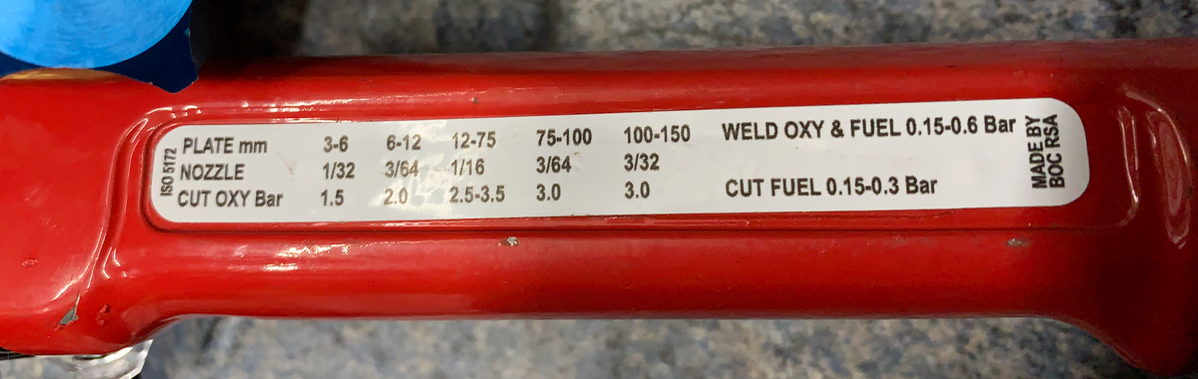 ISO 5172
PLATE mm 3-6 6-12 12-75 75-100 100-150 WELD OXY & FUEL 0.15-0.6 Bar
NOZZLE 1/32 3/64 1/16 3/64 3/32
CUT OXY Bar 1.5 2.0 2.5-3.5 3.0 3.0 CUT FUEL 0.15-0.3 Bar
MADE BY
BOC RSA